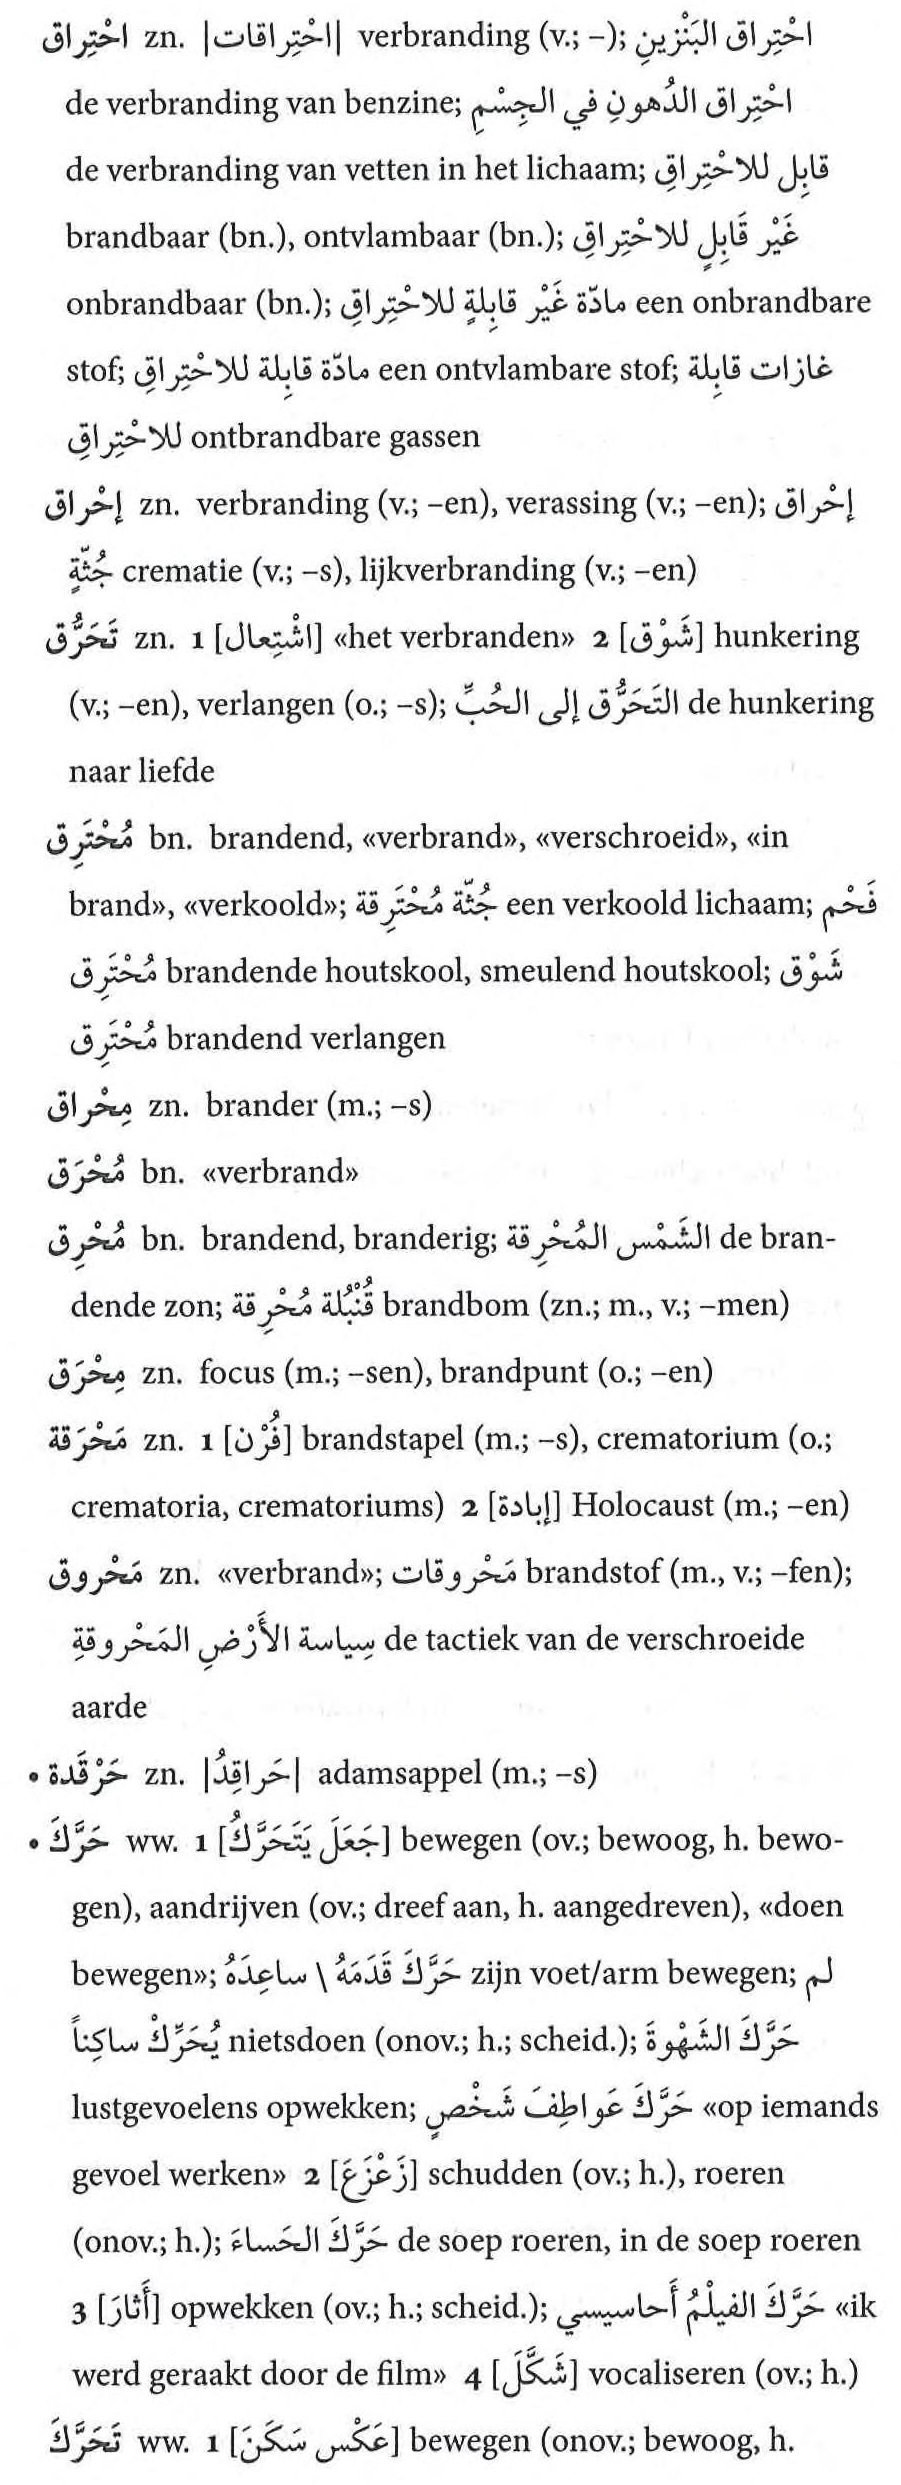 احْتِراق zn. |احْتِراقات| verbranding (v.; –); احْتِراق البَنْزينِ
de verbranding van benzine; احْتِراق الدُهونِ في الجِسْمِ
de verbranding van vetten in het lichaam; قابِل للاحْتِراقِ
brandbaar (bn.), ontvlambaar (bn.); غَيْر قَابِلٍ للاحْتِراقِ
onbrandbaar (bn.); مادّة غَيْر قابِلةٍ للاحْتِراقِ een onbrandbare
stof; مادّة قابِلة للاحْتِراقِ een ontvlambare stof; غازات قابِلة
للاحْتِراقِ ontbrandbare gassen
إحْراق zn. verbranding (v.; –en), verassing (v.; –en); إحْراق
جُثّةٍ crematie (v.; –s), lijkverbranding (v.; –en)
تَحَرُّق zn. 1 [اشْتِعال] «het verbranden» 2 [شَوْق] hunkering
(v.; –en), verlangen (o.; –s); التَحَرُّق إلى الحُبِّ de hunkering
naar liefde
مُحْتَرِق bn. brandend, «verbrand», «verschroeid», «in
brand», «verkoold»; جُثّة مُحْتَرِقة een verkoold lichaam; فَحْم
مُحْتَرِق brandende houtskool, smeulend houtskool; شَوْق
مُحْتَرِق brandend verlangen
مِحْراق zn. brander (m.; –s)
مُحْرَق bn. «verbrand»
مُحْرِق bn. brandend, branderig; الشَمْس المُحْرِقة de bran-
dende zon; قُنْبُلة مُحْرِقة brandbom (zn.; m., v.; –men)
مِحْرَق zn. focus (m.; –sen), brandpunt (o.; –en)
مَحْرَقة zn. 1 [فُرْن] brandstapel (m.; –s), crematorium (o.;
crematoria, crematoriums) 2 [إبادة] Holocaust (m.; –en)
مَحْروق zn. «verbrand»; مَحْروقات brandstof (m., v.; –fen);
سِياسة الأَرْضِ المَحْروقةِ de tactiek van de verschroeide
aarde
• حَرْقَدة zn. |حَراقِدُ| adamsappel (m.; –s)
• حَرَّكَ ww. 1 [جَعَلَ يَتَحَرَّكُ] bewegen (ov.; bewoog, h. bewo-
gen), aandrijven (ov.; dreef aan, h. aangedreven), «doen
bewegen»; حَرَّكَ قَدَمَهُ \ ساعِدَهُ zijn voet/arm bewegen; لم
يُحَرِّكْ ساكِناً nietsdoen (onov.; h.; scheid.); حَرَّكَ الشَهْوةَ
lustgevoelens opwekken; حَرَّكَ عَواطِفَ شَخْصٍ «op iemands
gevoel werken» 2 [زَعْزَعَ] schudden (ov.; h.), roeren
(onov.; h.); حَرَّكَ الحَساءَ de soep roeren, in de soep roeren
3 [أَثارَ] opwekken (ov.; h.; scheid.); حَرَّكَ الفيلْمُ أَحاسيسي «ik
werd geraakt door de film» 4 [شَكَّلَ] vocaliseren (ov.; h.)
تَحَرَّكَ ww. 1 [عَكْس سَكَنَ] bewegen (onov.; bewoog, h.